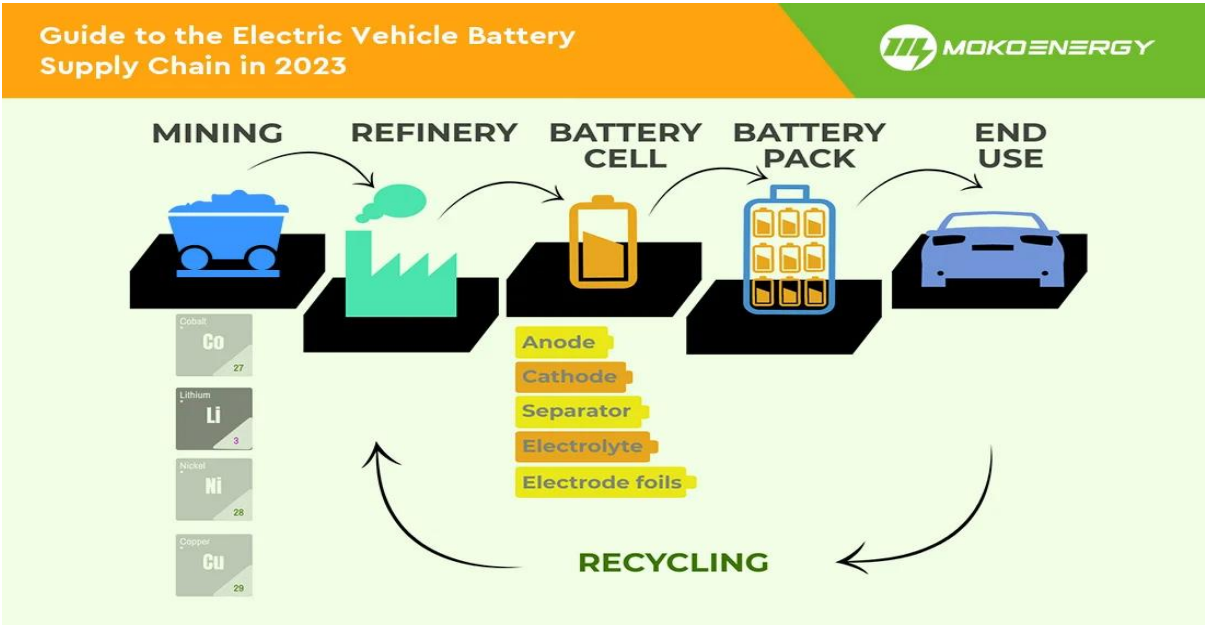 Guide to the Electric Vehicle Battery
Supply Chain in 2023
MOKOENERGY
MINING
REFINERY
BATTERY
CELL
BATTERY
PACK
END
USE
Cobalt
Co
27
Lithium
Li
3
Nickel
Ni
28
Copper
Cu
29
Anode
Cathode
Separator
Electrolyte
Electrode foils
RECYCLING